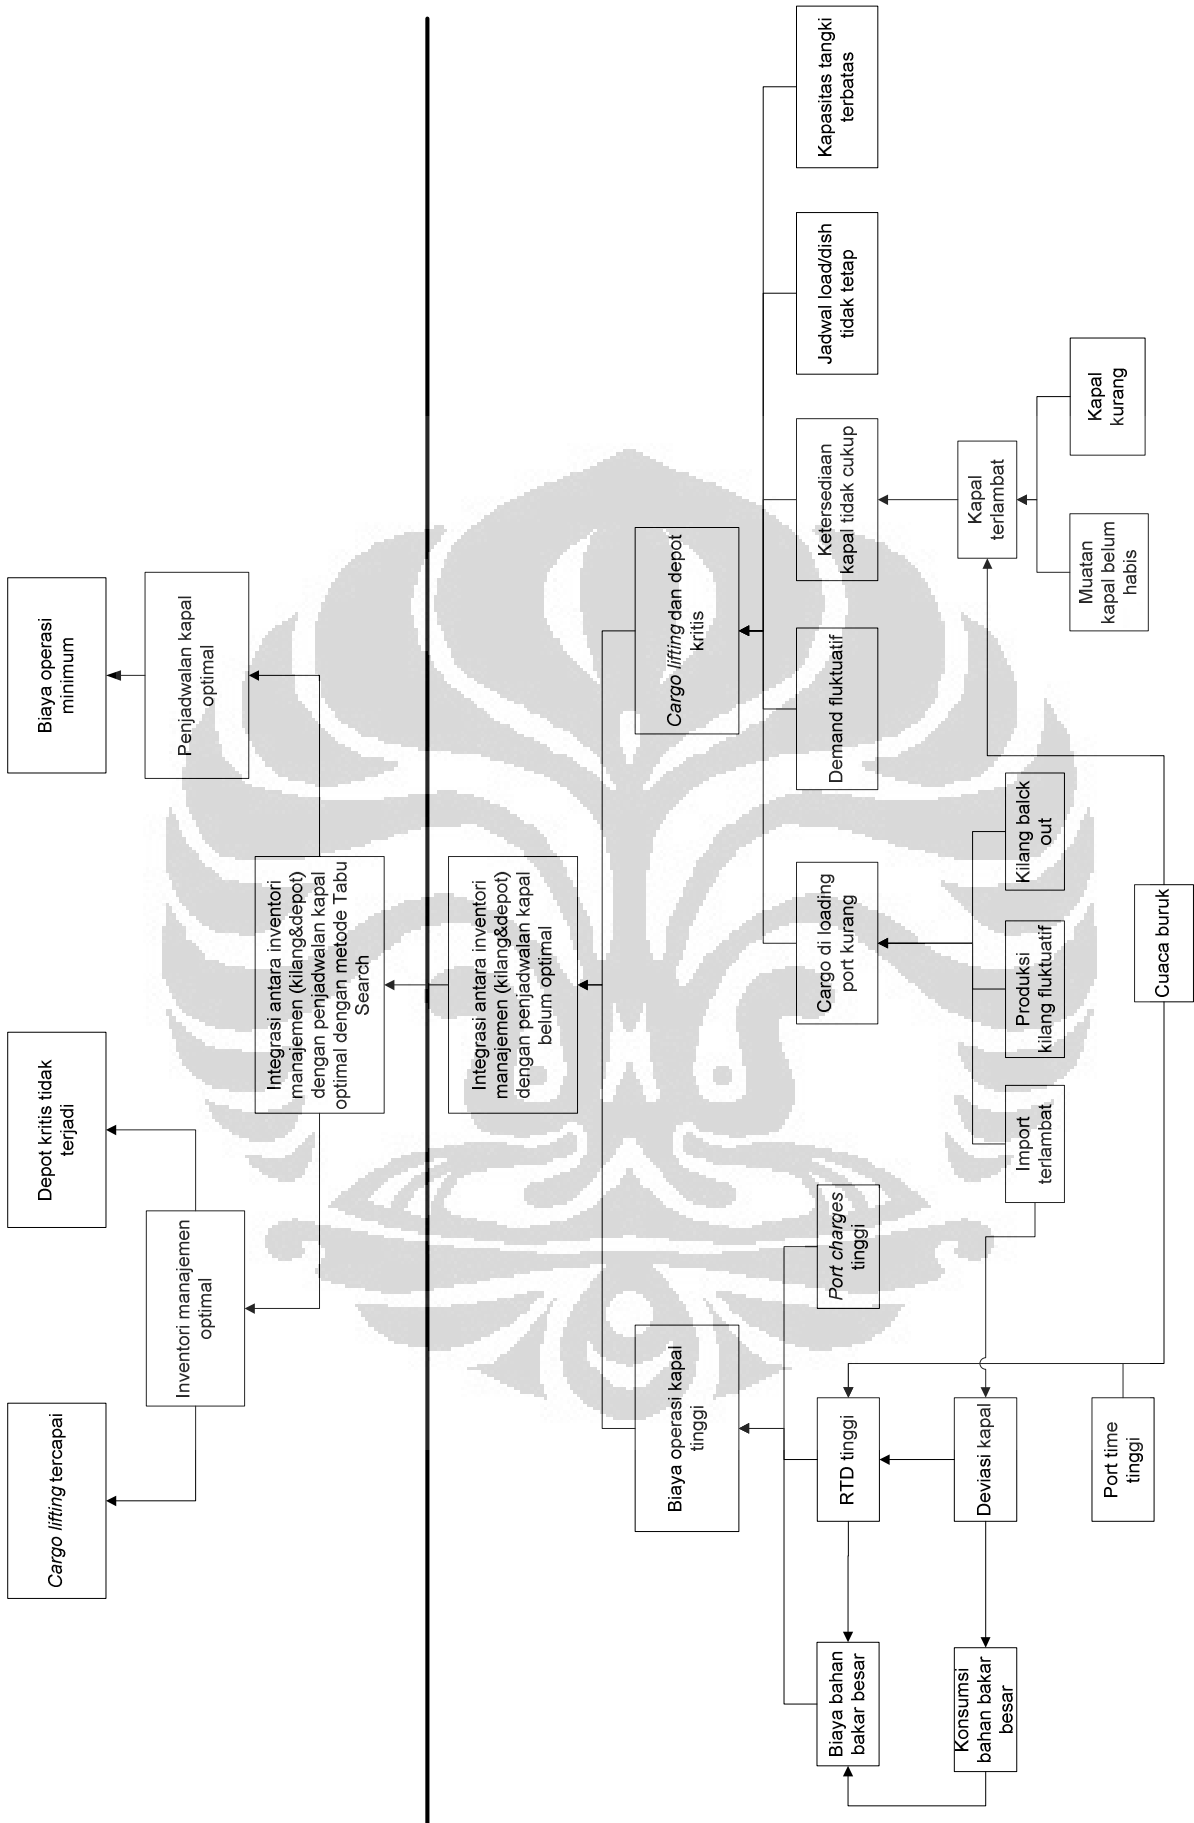 Cargo lifting tercapai
Depot kritis tidak
terjadi
Biaya operasi
minimum
Inventori manajemen
optimal
Penjadwalan kapal
optimal
Integrasi antara inventori
manajemen (kilang&depot)
dengan penjadwalan kapal
optimal dengan metode Tabu
Search
Integrasi antara inventori
manajemen (kilang&depot)
dengan penjadwalan kapal
belum optimal
Biaya operasi kapal
tinggi
Cargo lifting dan depot
kritis
Biaya bahan
bakar besar
RTD tinggi
Port charges
tinggi
Cargo di loading
port kurang
Demand fluktuatif
Ketersediaan
kapal tidak cukup
Jadwal load/dish
tidak tetap
Kapasitas tangki
terbatas
Konsumsi
bahan bakar
besar
Deviasi kapal
Import
terlambat
Produksi
kilang fluktuatif
Kilang balck
out
Kapal
terlambat
Port time
tinggi
Muatan
kapal belum
habis
Kapal
kurang
Cuaca buruk